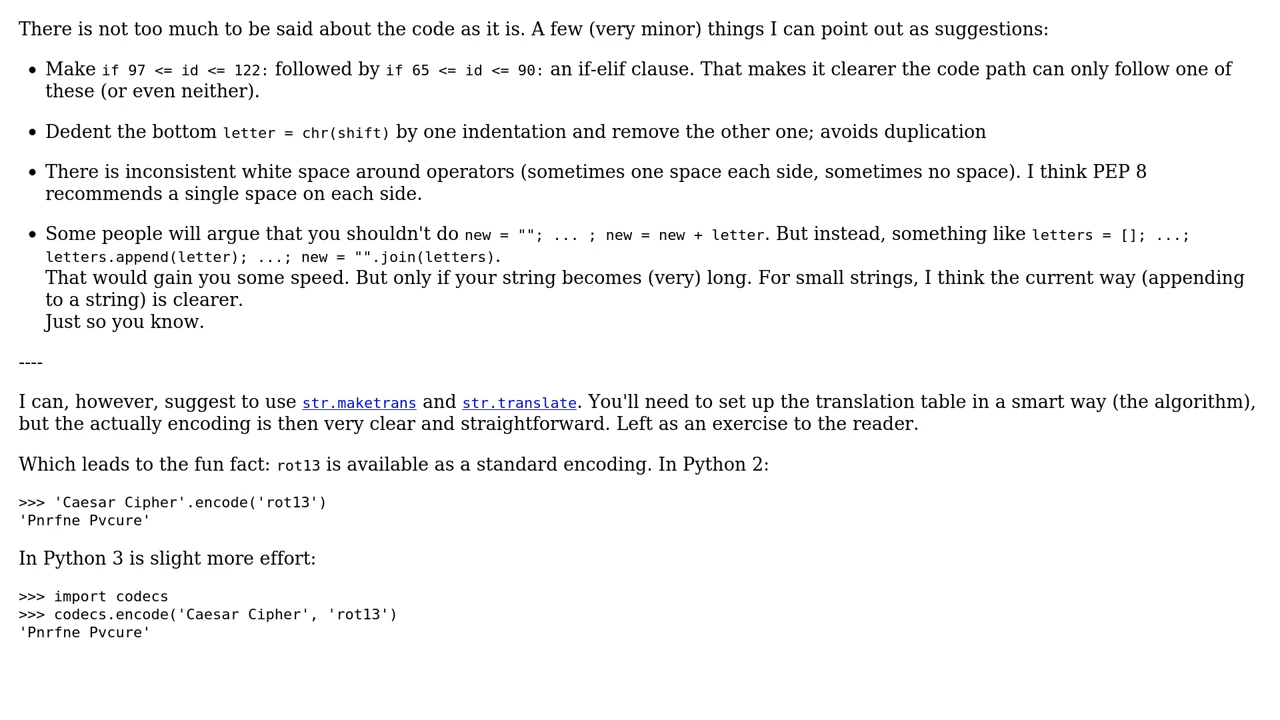 There is not too much to be said about the code as it is. A few (very minor) things I can point out as suggestions:
• Make if 97 <= id <= 122: followed by if 65 <= id <= 90: an if-elif clause. That makes it clearer the code path can only follow one of
these (or even neither).
• Dedent the bottom letter = chr(shift) by one indentation and remove the other one; avoids duplication
• There is inconsistent white space around operators (sometimes one space each side, sometimes no space). I think PEP 8
recommends a single space on each side.
• Some people will argue that you shouldn't do new = ""; ... ; new = new + letter. But instead, something like letters = []; ...;
letters.append(letter); ...; new = "".join(letters).
That would gain you some speed. But only if your string becomes (very) long. For small strings, I think the current way (appending
to a string) is clearer.
Just so you know.
----
I can, however, suggest to use str.maketrans and str.translate. You'll need to set up the translation table in a smart way (the algorithm),
but the actually encoding is then very clear and straightforward. Left as an exercise to the reader.
Which leads to the fun fact: rot13 is available as a standard encoding. In Python 2:
>>> 'Caesar Cipher'.encode('rot13')
'Pnrfne Pvcure'
In Python 3 is slight more effort:
>>> import codecs
>>> codecs.encode('Caesar Cipher', 'rot13')
'Pnrfne Pvcure'